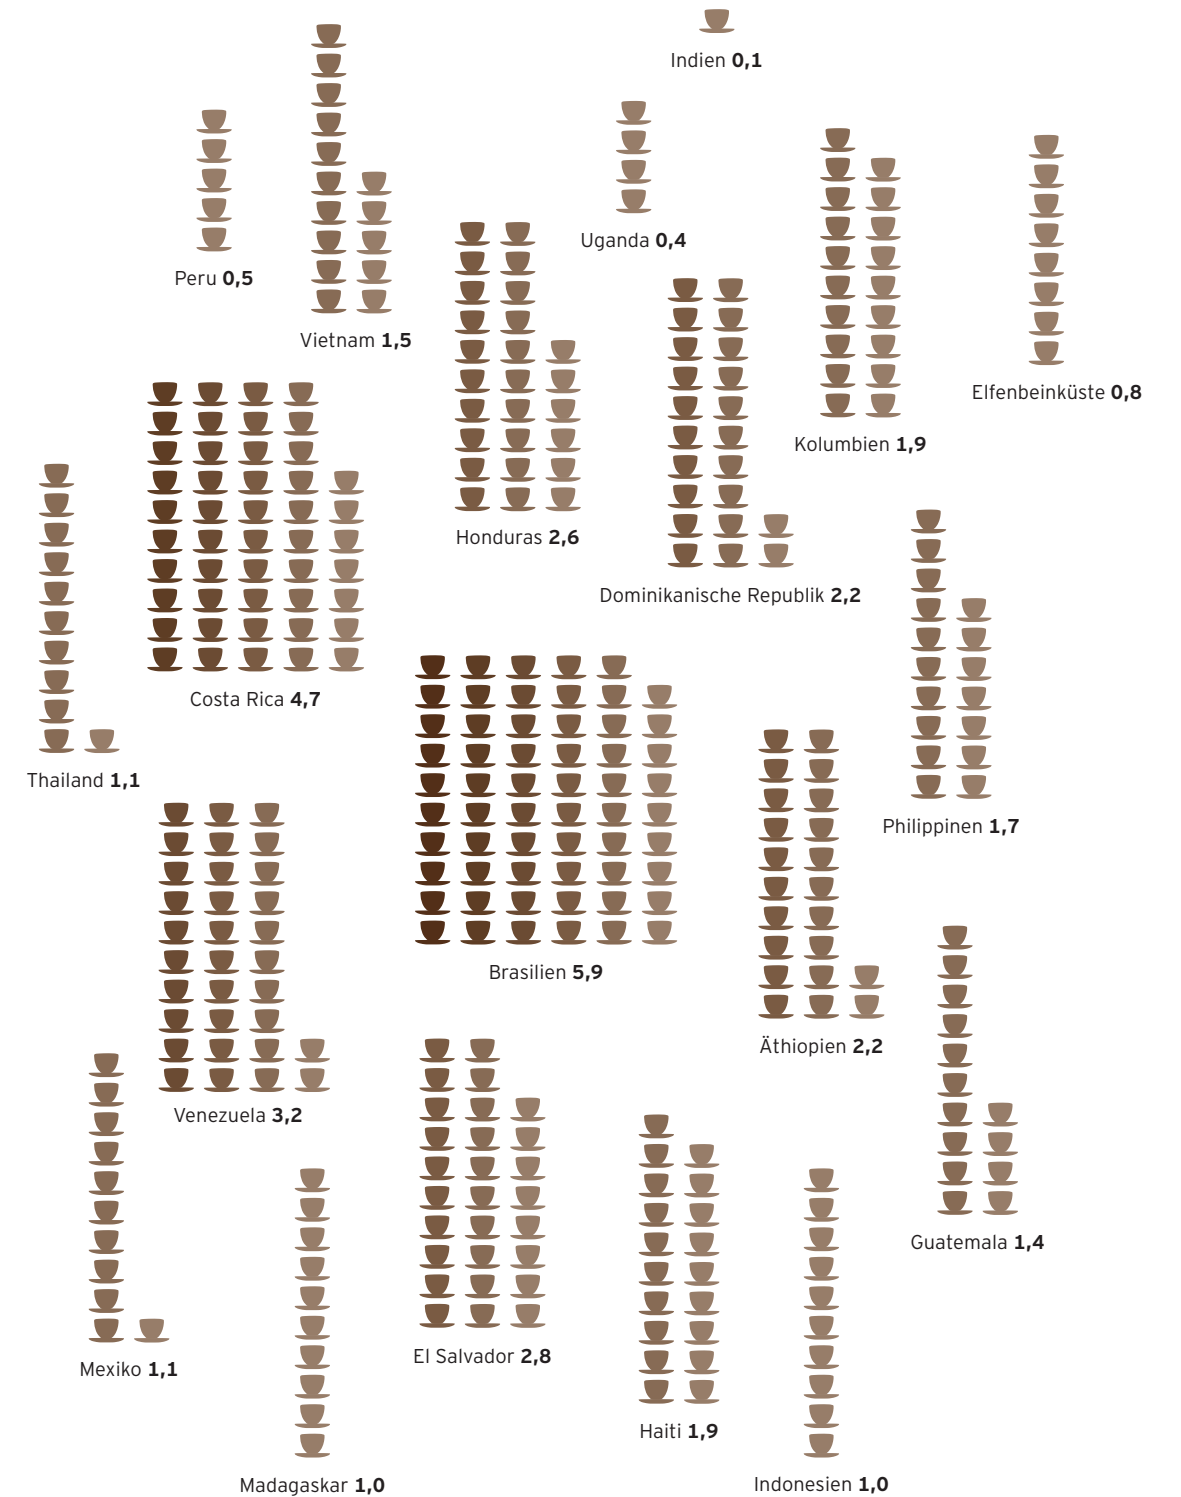 Indien 0,1
Uganda 0,4
Peru 0,5
Vietnam 1,5
Elfenbeinküste 0,8
Kolumbien 1,9
Honduras 2,6
Dominikanische Republik 2,2
Costa Rica 4,7
Thailand 1,1
Philippinen 1,7
Brasilien 5,9
Äthiopien 2,2
Venezuela 3,2
Guatemala 1,4
El Salvador 2,8
Mexiko 1,1
Haiti 1,9
Madagaskar 1,0
Indonesien 1,0